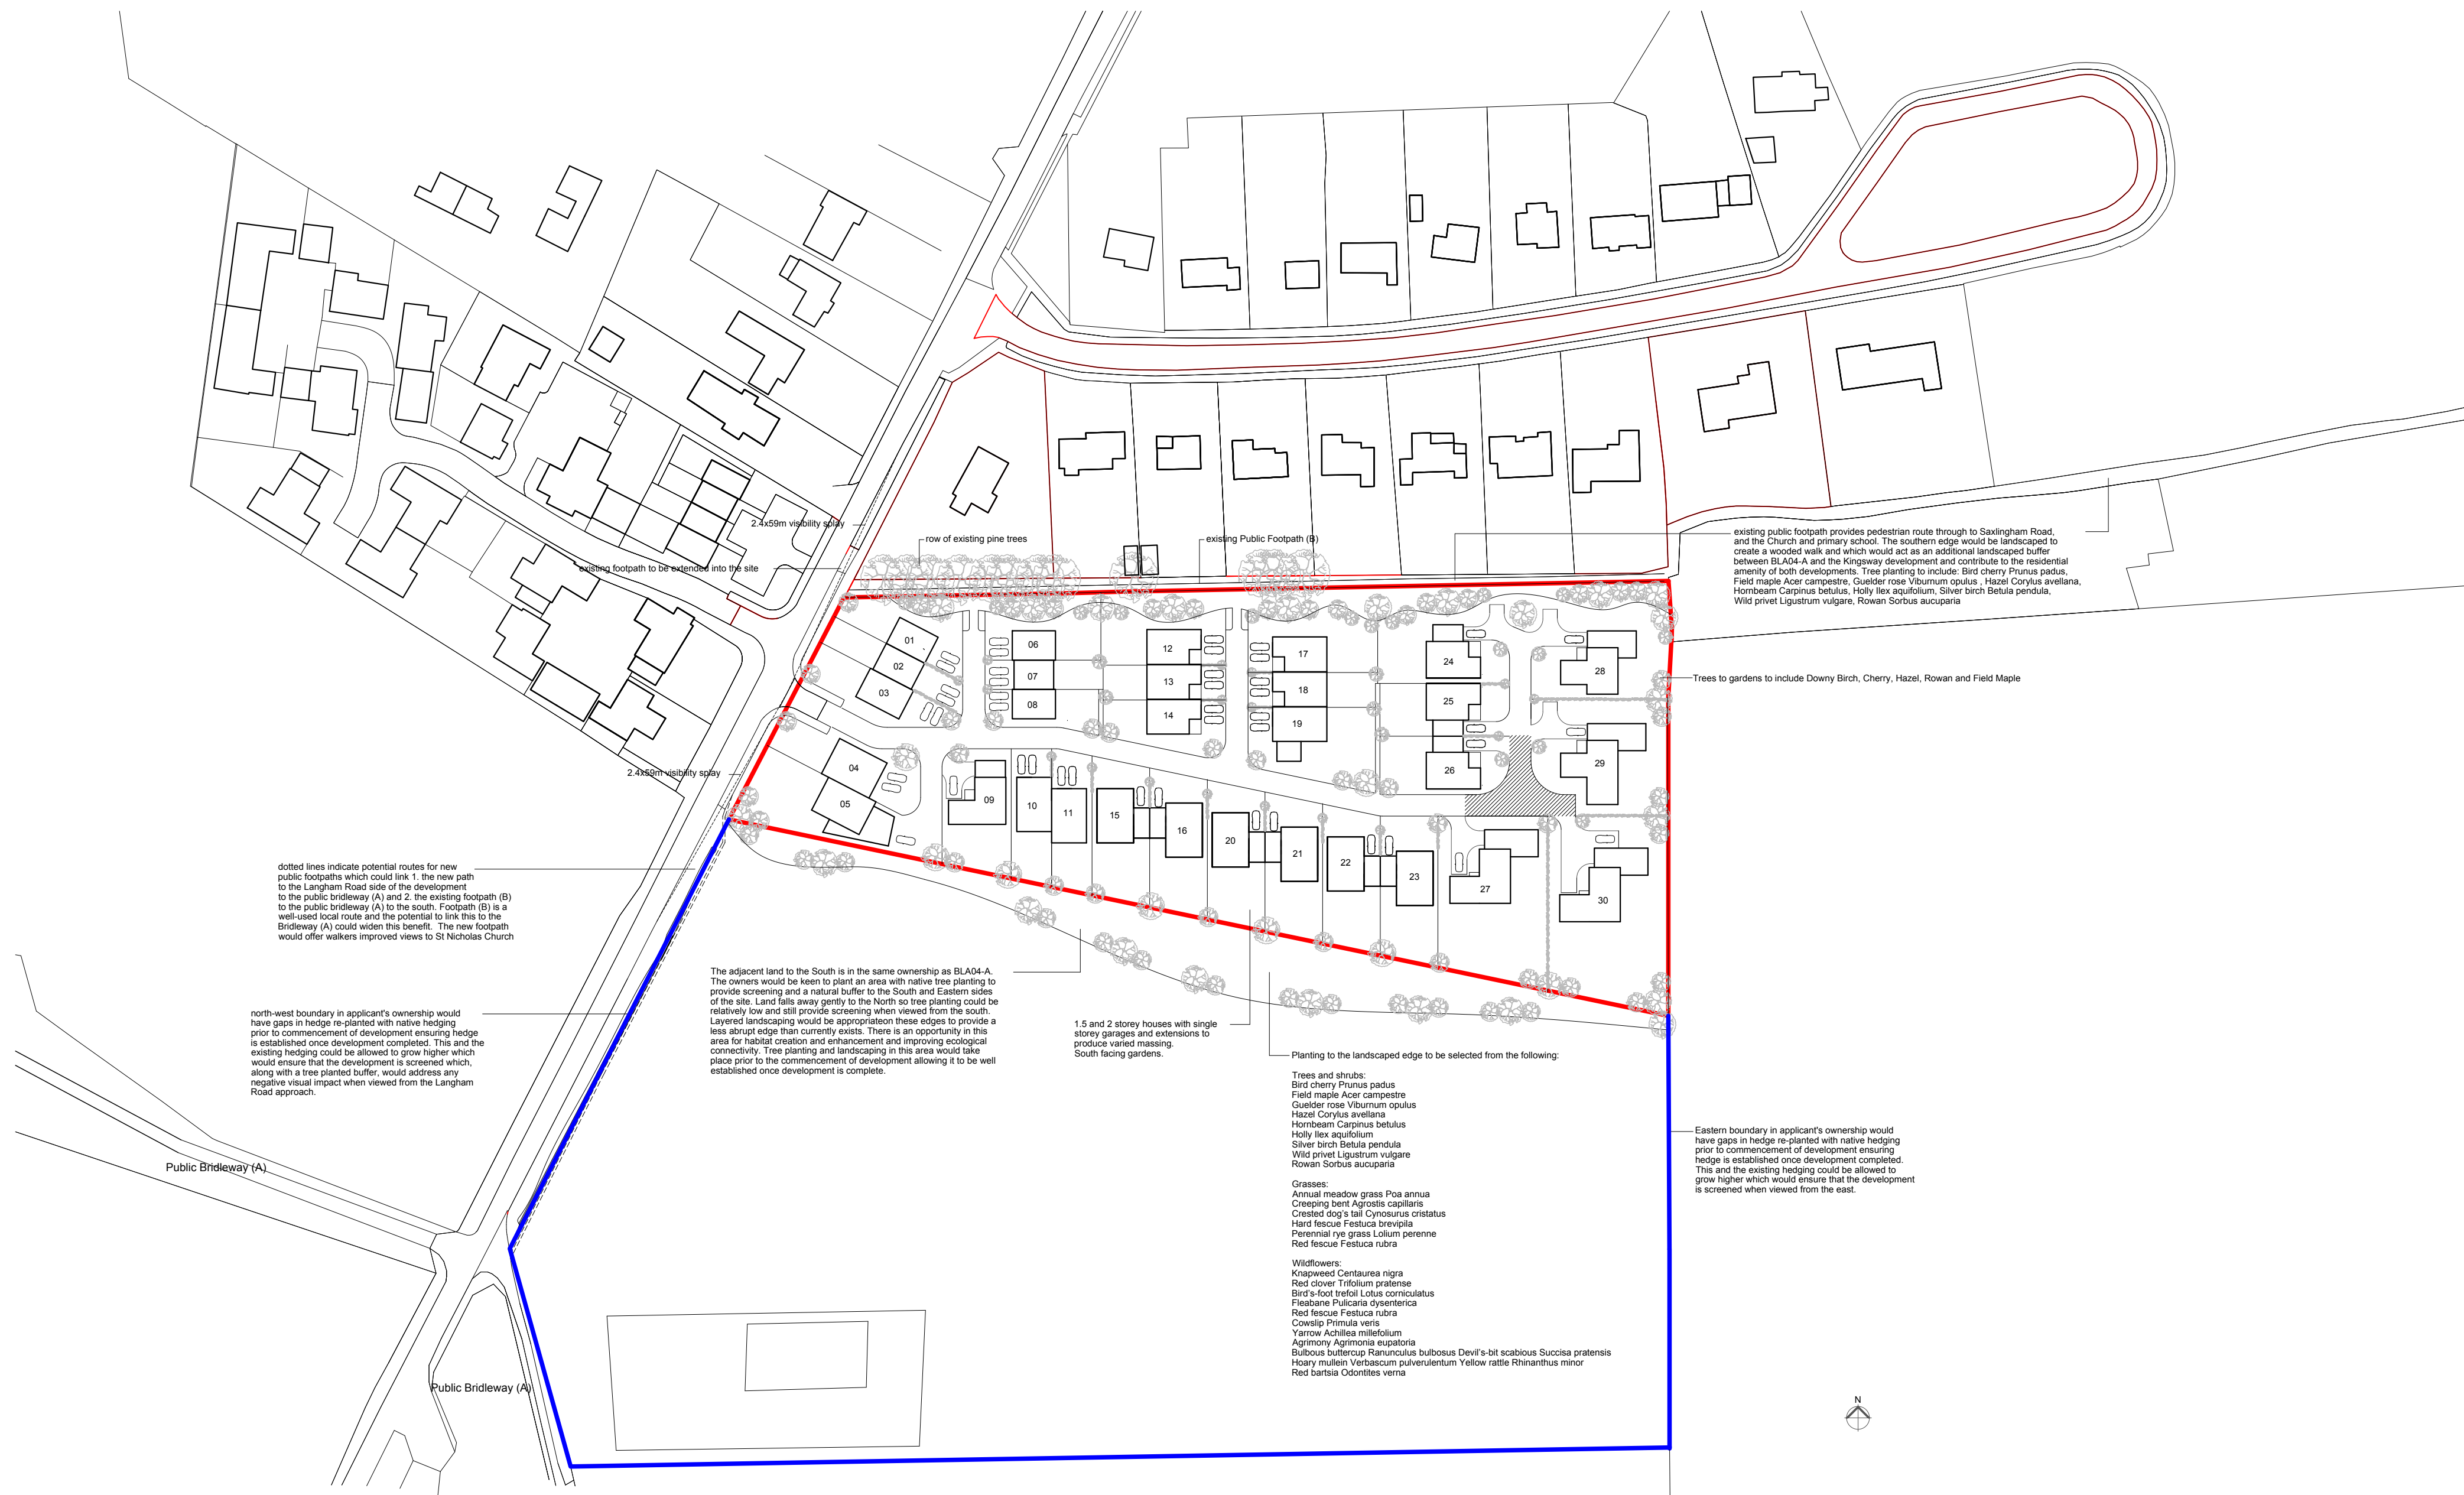 2.4x59m visibility splay
row of existing pine trees
existing Public Footpath (B)
existing footpath to be extended into the site
existing public footpath provides pedestrian route through to Saxlingham Road,
and the Church and primary school. The southern edge would be landscaped to
create a wooded walk and which would act as an additional landscaped buffer
between BLA04-A and the Kingsway development and contribute to the residential
amenity of both developments. Tree planting to include: Bird cherry Prunus padus,
Field maple Acer campestre, Guelder rose Viburnum opulus , Hazel Corylus avellana,
Hornbeam Carpinus betulus, Holly Ilex aquifolium, Silver birch Betula pendula,
Wild privet Ligustrum vulgare, Rowan Sorbus aucuparia
01
02
03
06
07
08
12
13
14
17
18
19
24
25
26
28
29
Trees to gardens to include Downy Birch, Cherry, Hazel, Rowan and Field Maple
2.4x59m visibility splay
04
05
09
10
11
15
16
20
21
22
23
27
30
dotted lines indicate potential routes for new
public footpaths which could link 1. the new path
to the Langham Road side of the development
to the public bridleway (A) and 2. the existing footpath (B)
to the public bridleway (A) to the south. Footpath (B) is a
well-used local route and the potential to link this to the
Bridleway (A) could widen this benefit. The new footpath
would offer walkers improved views to St Nicholas Church
north-west boundary in applicant's ownership would
have gaps in hedge re-planted with native hedging
prior to commencement of development ensuring hedge
is established once development completed. This and the
existing hedging could be allowed to grow higher which
would ensure that the development is screened which,
along with a tree planted buffer, would address any
negative visual impact when viewed from the Langham
Road approach.
The adjacent land to the South is in the same ownership as BLA04-A.
The owners would be keen to plant an area with native tree planting to
provide screening and a natural buffer to the South and Eastern sides
of the site. Land falls away gently to the North so tree planting could be
relatively low and still provide screening when viewed from the south.
Layered landscaping would be appropriateon these edges to provide a
less abrupt edge than currently exists. There is an opportunity in this
area for habitat creation and enhancement and improving ecological
connectivity. Tree planting and landscaping in this area would take
place prior to the commencement of development allowing it to be well
established once development is complete.
1.5 and 2 storey houses with single
storey garages and extensions to
produce varied massing.
South facing gardens.
Planting to the landscaped edge to be selected from the following:
Trees and shrubs:
Bird cherry Prunus padus
Field maple Acer campestre
Guelder rose Viburnum opulus
Hazel Corylus avellana
Hornbeam Carpinus betulus
Holly Ilex aquifolium
Silver birch Betula pendula
Wild privet Ligustrum vulgare
Rowan Sorbus aucuparia
Grasses:
Annual meadow grass Poa annua
Creeping bent Agrostis capillaris
Crested dog's tail Cynosurus cristatus
Hard fescue Festuca brevipila
Perennial rye grass Lolium perenne
Red fescue Festuca rubra
Wildflowers:
Knapweed Centaurea nigra
Red clover Trifolium pratense
Bird's-foot trefoil Lotus corniculatus
Fleabane Pulicaria dysenterica
Red fescue Festuca rubra
Cowslip Primula veris
Yarrow Achillea millefolium
Agrimony Agrimonia eupatoria
Bulbous buttercup Ranunculus bulbosus Devil's-bit scabious Succisa pratensis
Hoary mullein Verbascum pulverulentum Yellow rattle Rhinanthus minor
Red bartsia Odontites verna
Eastern boundary in applicant's ownership would
have gaps in hedge re-planted with native hedging
prior to commencement of development ensuring
hedge is established once development completed.
This and the existing hedging could be allowed to
grow higher which would ensure that the development
is screened when viewed from the east.
Public Bridleway (A)
Public Bridleway (A)
N